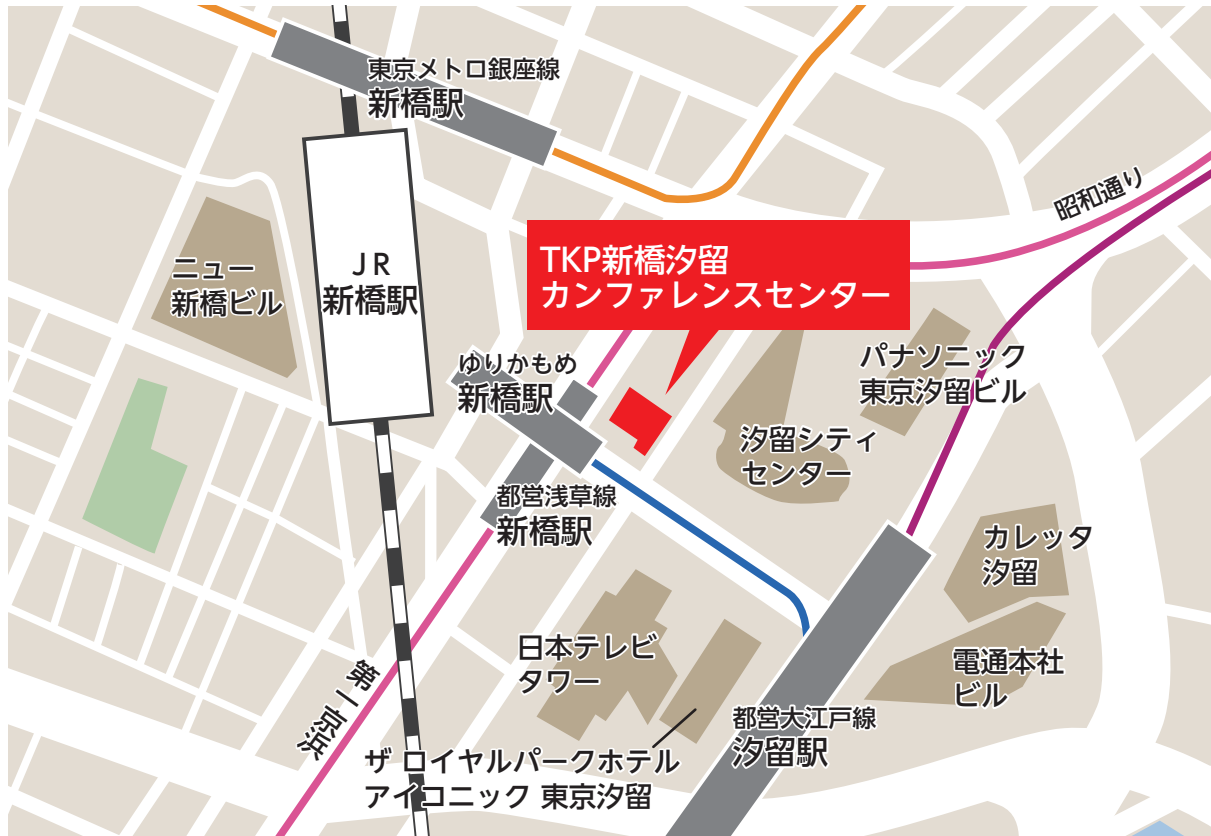 東京メトロ銀座線
新橋駅
昭和通り
JR
新橋駅
ニュー
新橋ビル
TKP新橋汐留
カンファレンスセンター
ゆりかもめ
新橋駅
パナソニック
東京汐留ビル
汐留シティ
センター
都営浅草線
新橋駅
カレッタ
汐留
日本テレビ
タワー
電通本社
ビル
第一京浜
都営大江戸線
汐留駅
ザ ロイヤルパークホテル
アイコニック 東京汐留